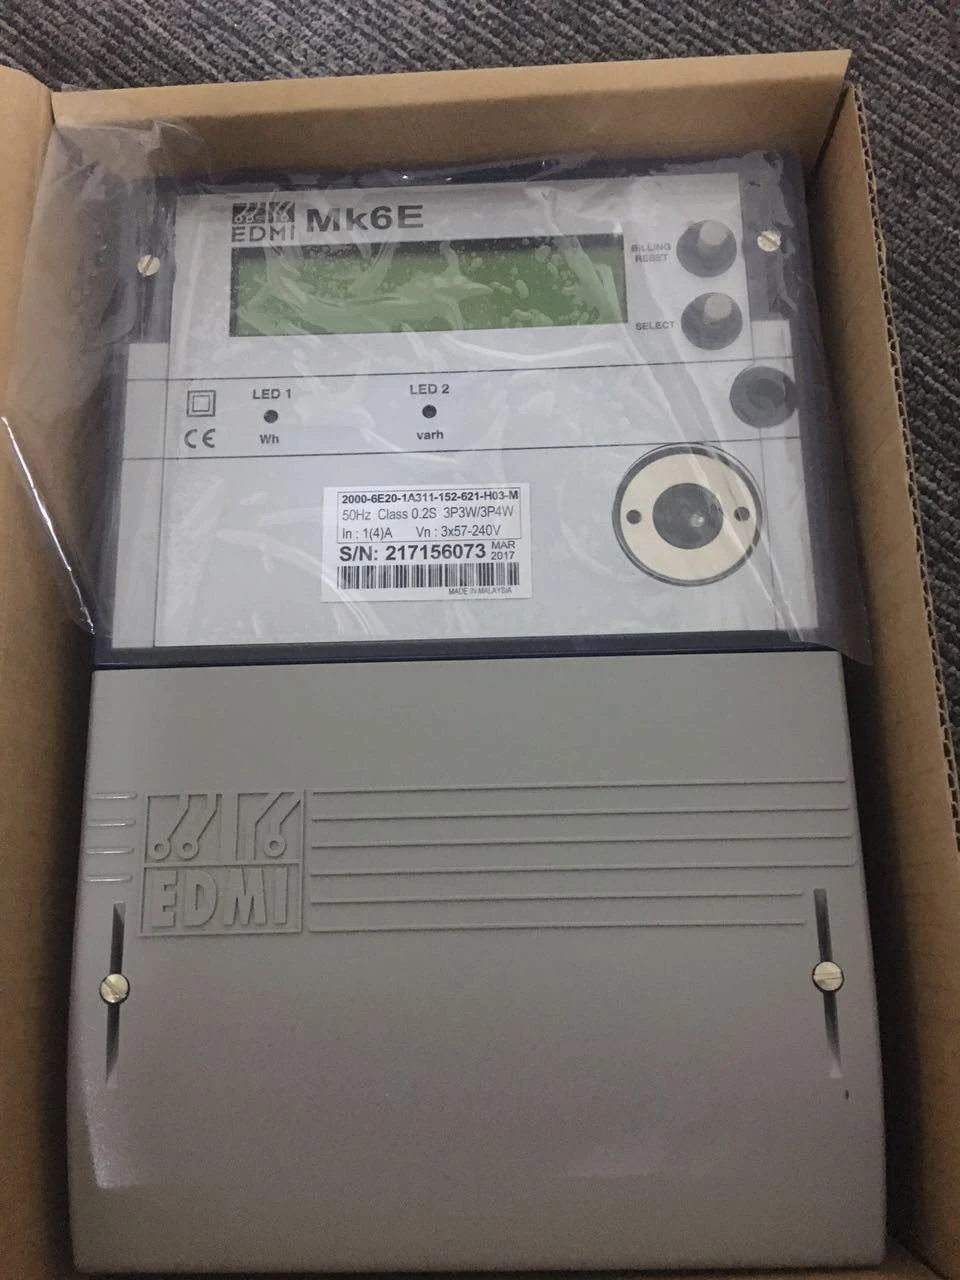 EDMI Mk6E
BILLING
RESET
SELECT
LED 1
LED 2
CE
Wh
varh
2000-6E20-1A311-152-621-H03-M
50Hz Class 0.2S 3P3W/3P4W
In : 1(4)A Vn : 3x57-240V
S/N: 217156073 MAR
2017
MADE IN MALAYSIA
EDMI